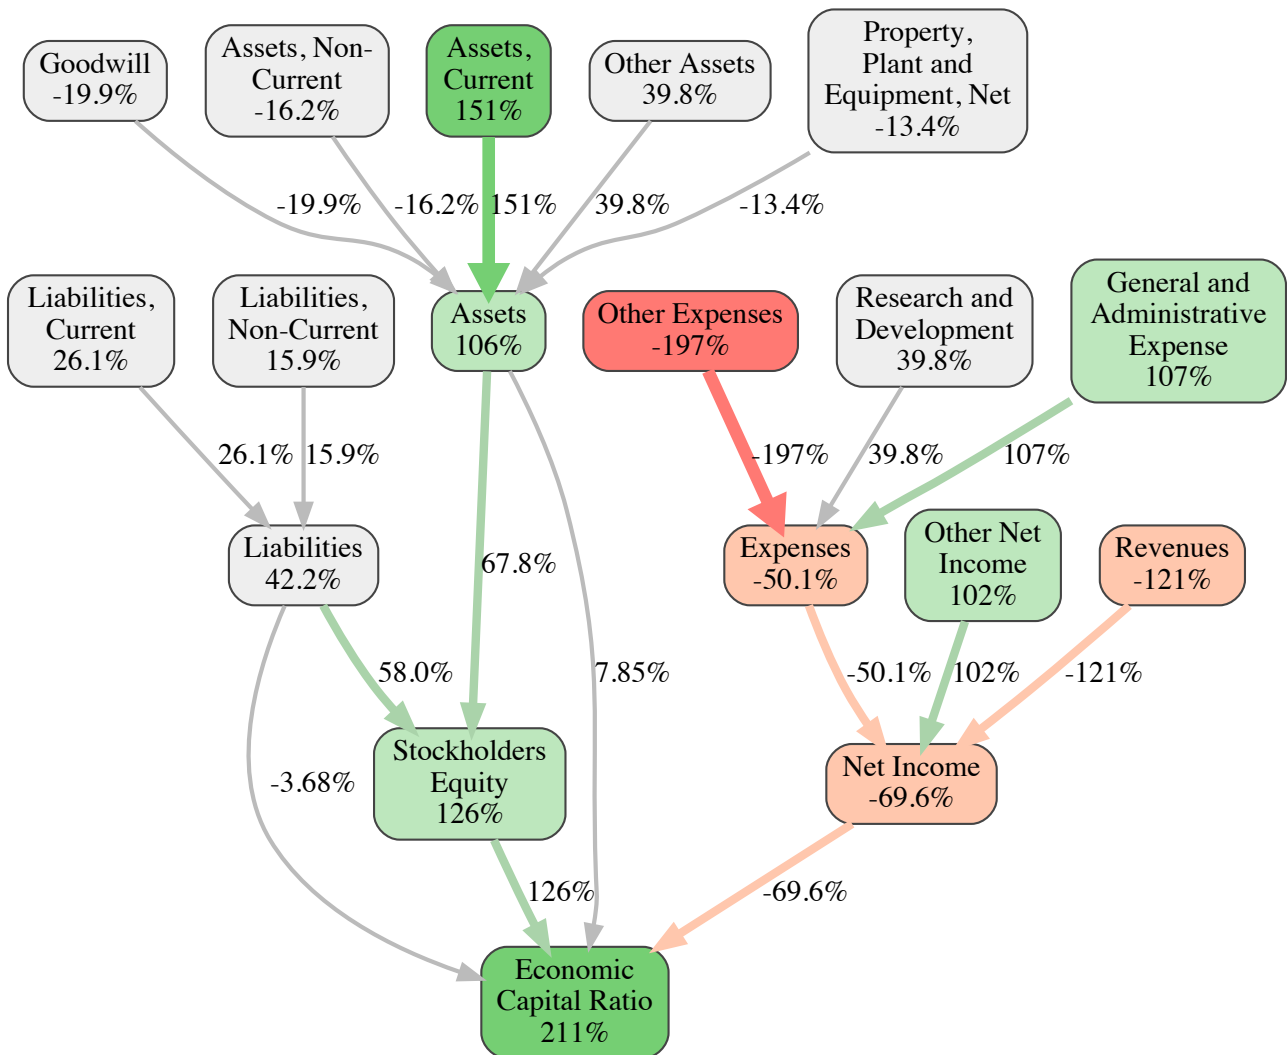 Goodwill
-19.9%
Assets, Non-
Current
-16.2%
Assets,
Current
151%
Other Assets
39.8%
Property,
Plant and
Equipment, Net
-13.4%
-19.9%
-16.2%
151%
39.8%
-13.4%
Liabilities,
Current
26.1%
Liabilities,
Non-Current
15.9%
Assets
106%
Other Expenses
-197%
Research and
Development
39.8%
General and
Administrative
Expense
107%
26.1%
15.9%
-197%
39.8%
107%
Liabilities
42.2%
67.8%
Expenses
-50.1%
Other Net
Income
102%
Revenues
-121%
58.0%
7.85%
-50.1%
102%
-121%
-3.68%
Stockholders
Equity
126%
Net Income
-69.6%
126%
-69.6%
Economic
Capital Ratio
211%